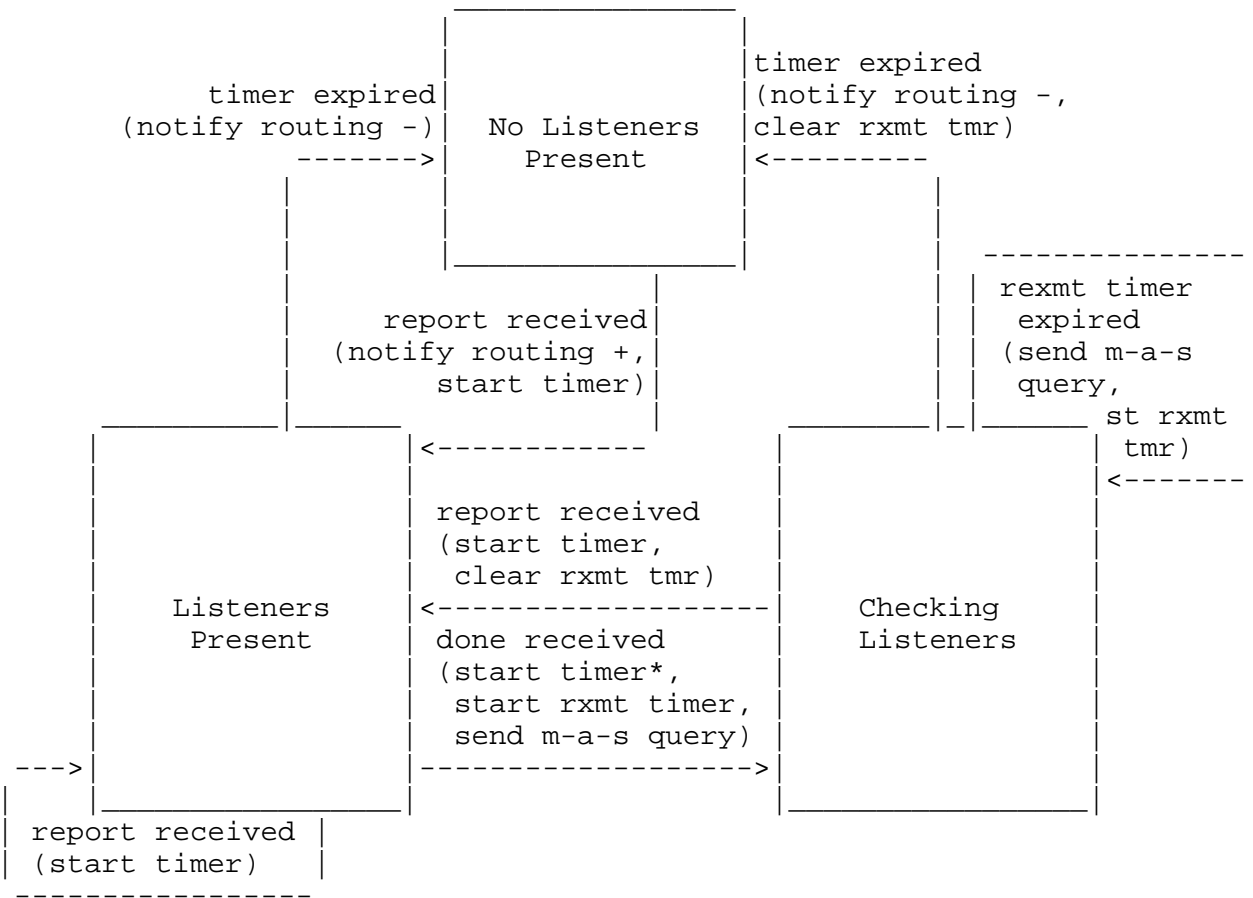 timer expired
(notify routing -)
No Listeners
Present
timer expired
(notify routing -,
clear rxmt tmr)
report received
(notify routing +,
start timer)
rexmt timer
expired
(send m-a-s
query,
st rxmt
tmr)
report received
(start timer,
clear rxmt tmr)
Listeners
Present
Checking
Listeners
done received
(start timer*,
start rxmt timer,
send m-a-s query)
report received
(start timer)